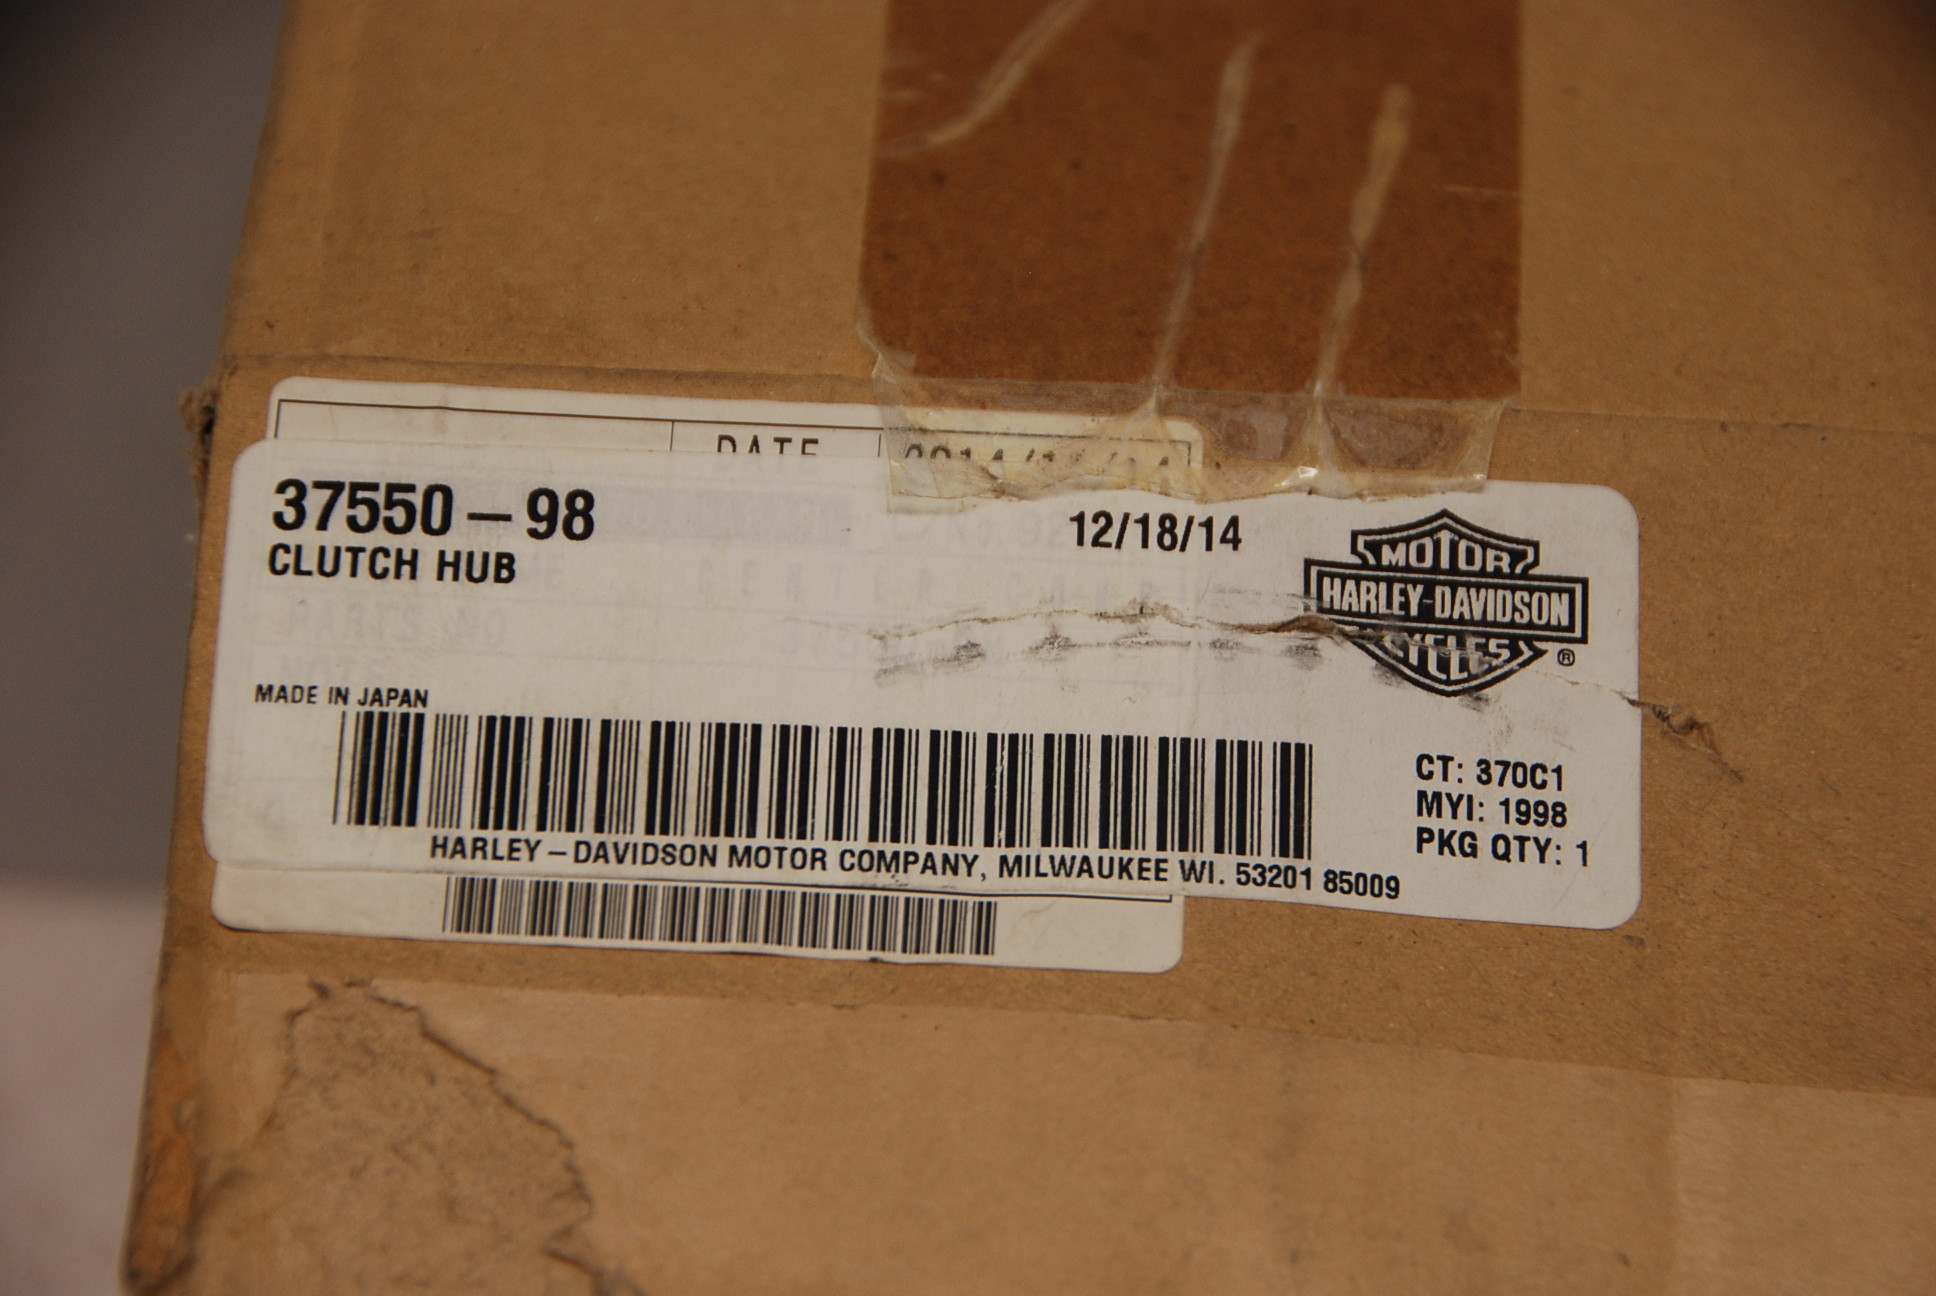 DATE
37550-98
12/18/14
CLUTCH HUB
MOTOR
HARLEY-DAVIDSON
CYCLES
®
MADE IN JAPAN
CT: 370C1
MYI: 1998
PKG QTY: 1
HARLEY-DAVIDSON MOTOR COMPANY, MILWAUKEE WI. 53201 85009